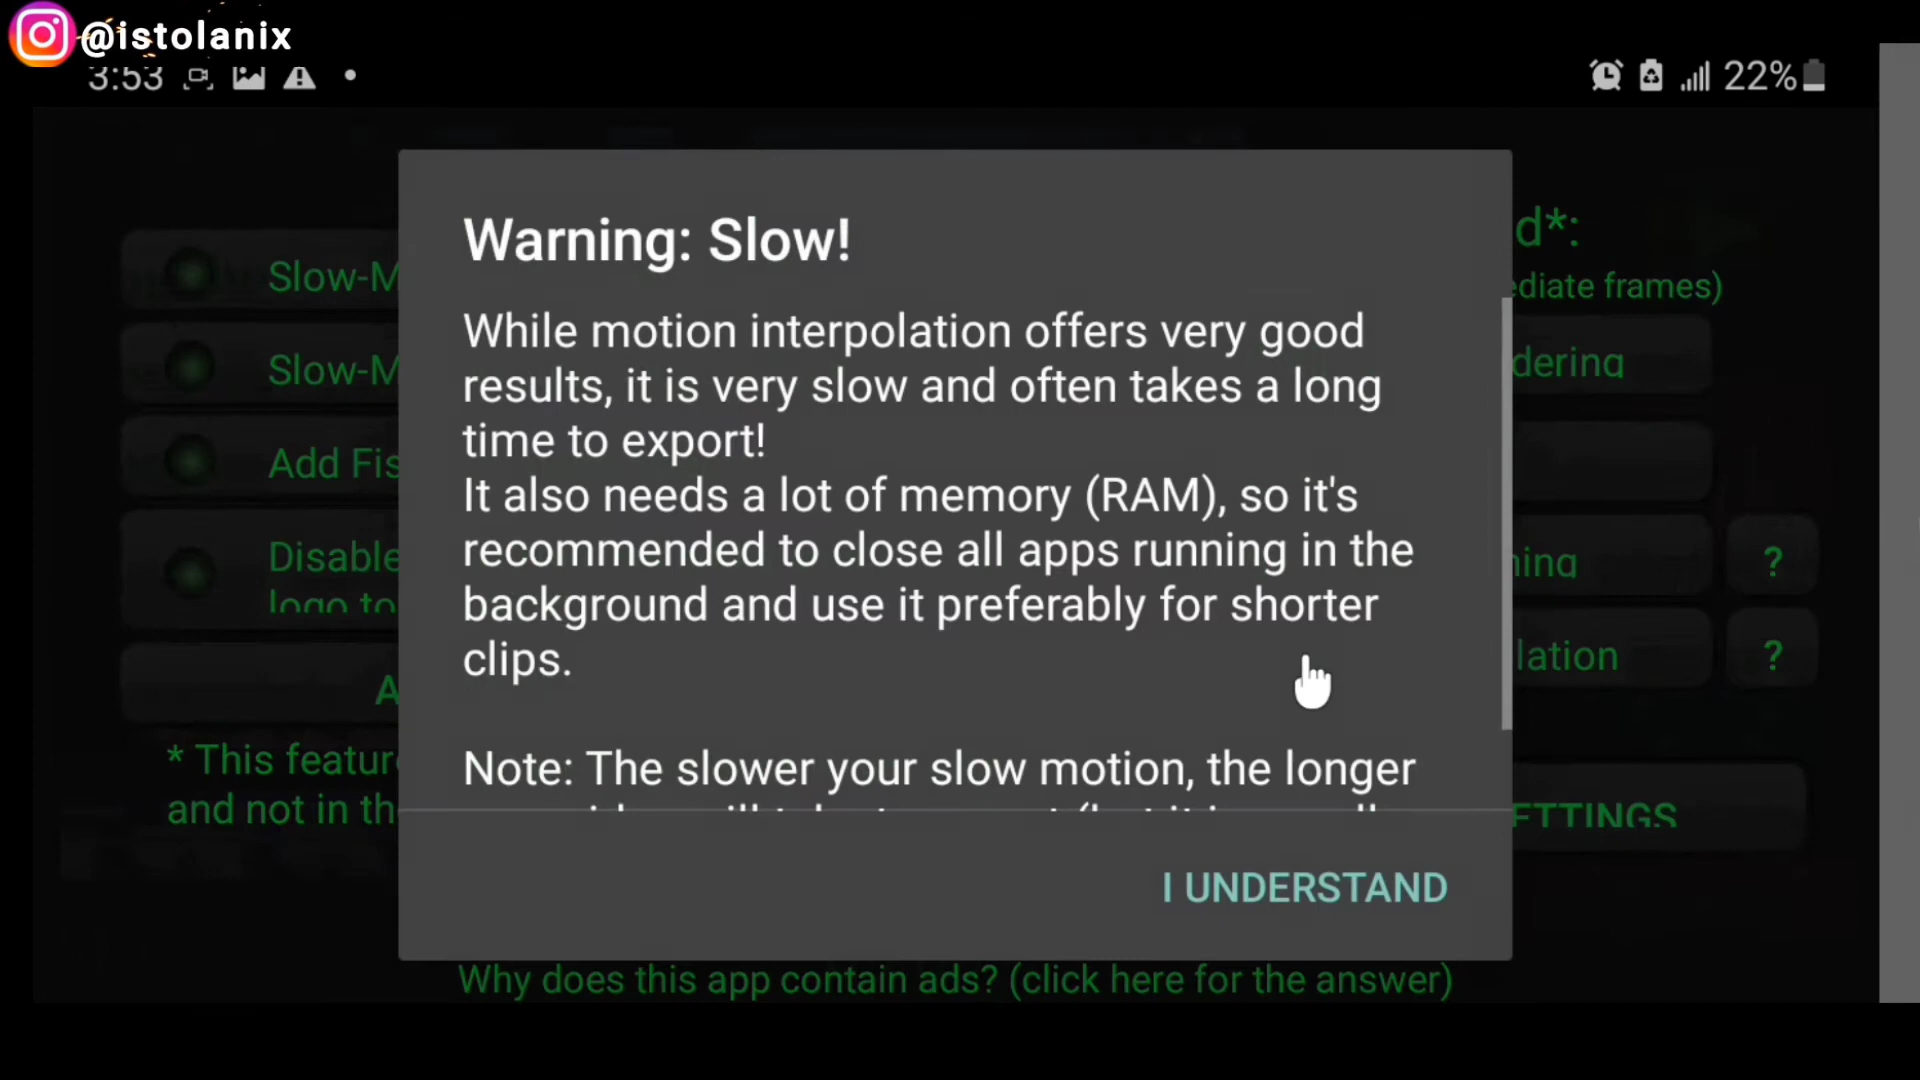 @istolanix
3:53
22%
d*:
ediate frames)
Slow-M
Slow-M
dering
Add Fis
Disable
logo to
ning
?
lation
?
A
* This featur
and not in th
ETTINGS
Warning: Slow!
While motion interpolation offers very good
results, it is very slow and often takes a long
time to export!
It also needs a lot of memory (RAM), so it's
recommended to close all apps running in the
background and use it preferably for shorter
clips.
Note: The slower your slow motion, the longer
I UNDERSTAND
Why does this app contain ads? (click here for the answer)